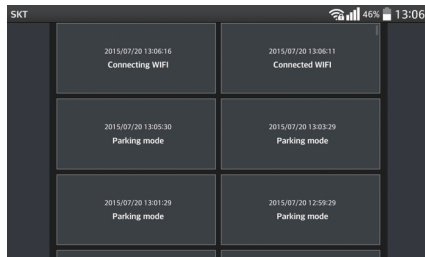 SKT 46% 13:06
2015/07/20 13:06:16
Connecting WIFI
2015/07/20 13:06:11
Connected WIFI
2015/07/20 13:05:30
Parking mode
2015/07/20 13:03:29
Parking mode
2015/07/20 13:01:29
Parking mode
2015/07/20 12:59:29
Parking mode